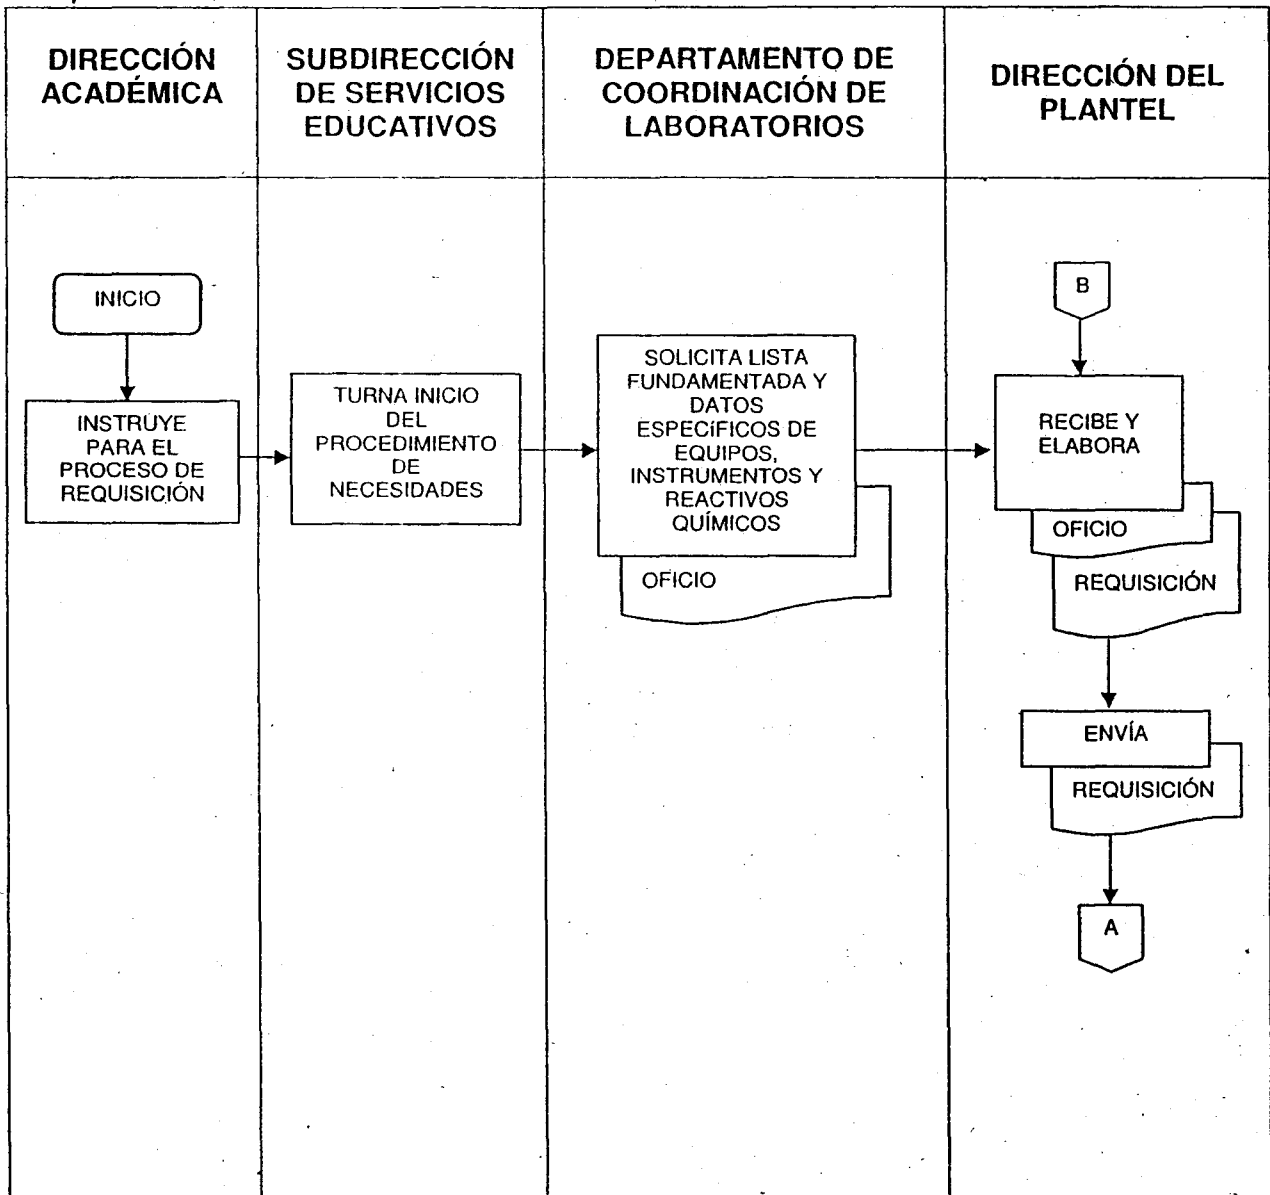 DIRECCIÓN
ACADÉMICA
SUBDIRECCIÓN
DE SERVICIOS
EDUCATIVOS
DEPARTAMENTO DE
COORDINACIÓN DE
LABORATORIOS
DIRECCIÓN DEL
PLANTEL
INICIO
INSTRUYE
PARA EL
PROCESO DE
REQUISICIÓN
TURNA INICIO
DEL
PROCEDIMIENTO
DE
NECESIDADES
SOLICITA LISTA
FUNDAMENTADA Y
DATOS
ESPECÍFICOS DE
EQUIPOS,
INSTRUMENTOS Y
REACTIVOS
QUÍMICOS
OFICIO
B
RECIBE Y
ELABORA
OFICIO
REQUISICIÓN
ENVÍA
REQUISICIÓN
A